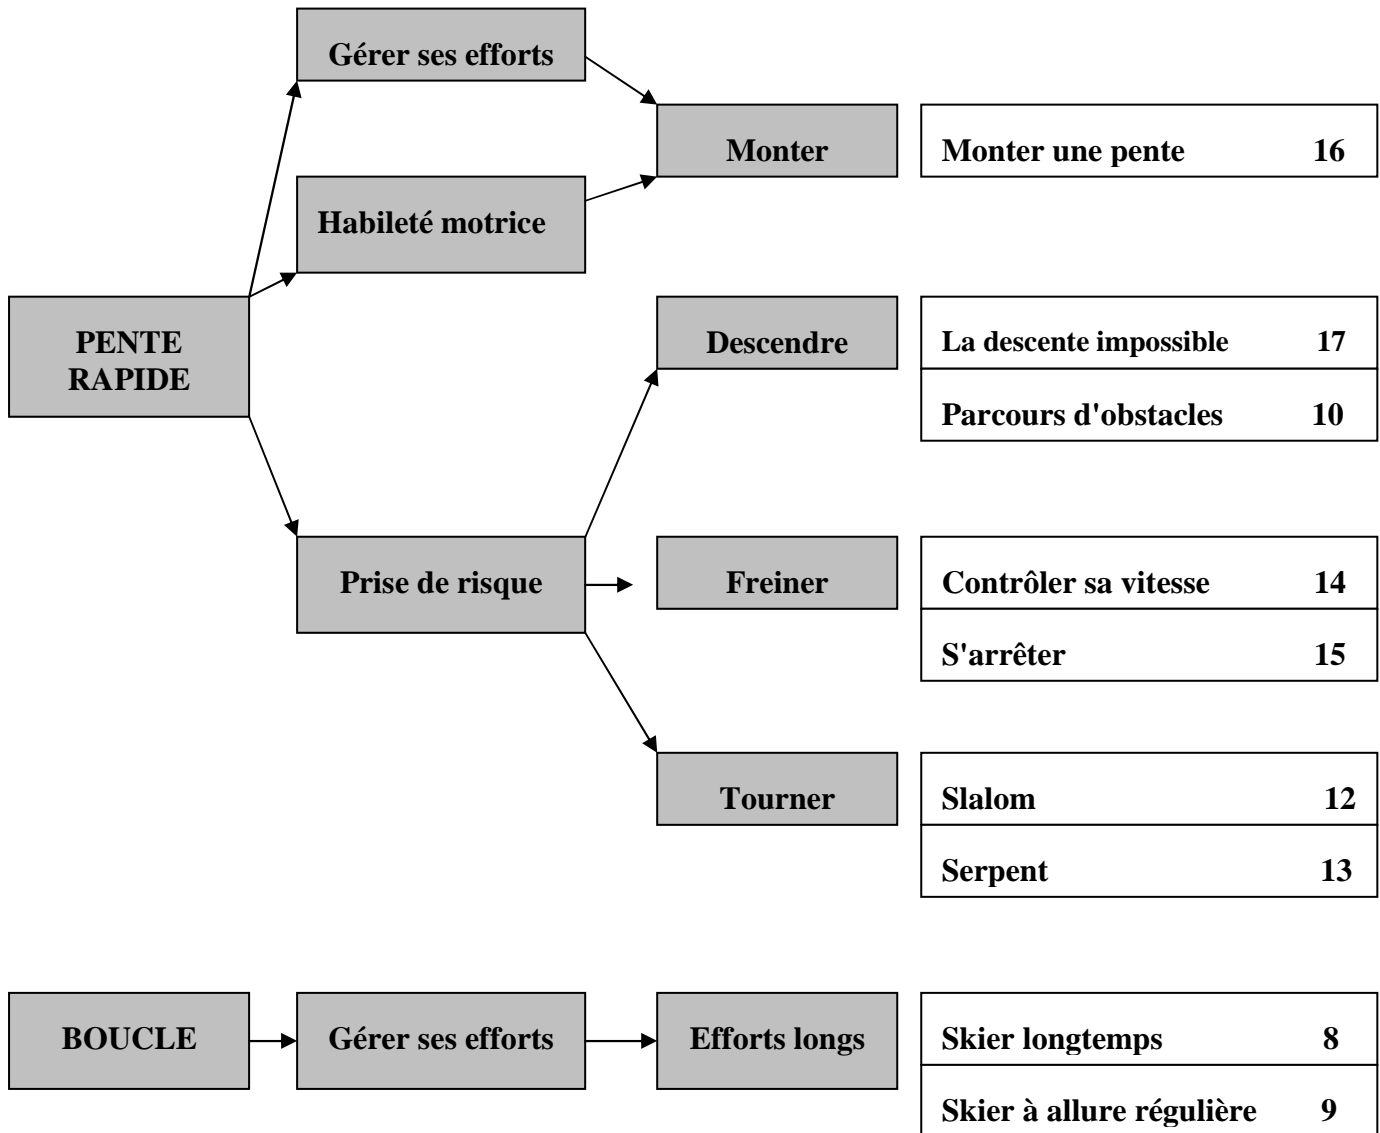 Gérer ses efforts
Monter
Monter une pente 16
Habileté motrice
PENTE
RAPIDE
Descendre
La descente impossible 17
Parcours d'obstacles 10
Prise de risque
Freiner
Contrôler sa vitesse 14
S'arrêter 15
Tourner
Slalom 12
Serpent 13
BOUCLE
Gérer ses efforts
Efforts longs
Skier longtemps 8
Skier à allure régulière 9